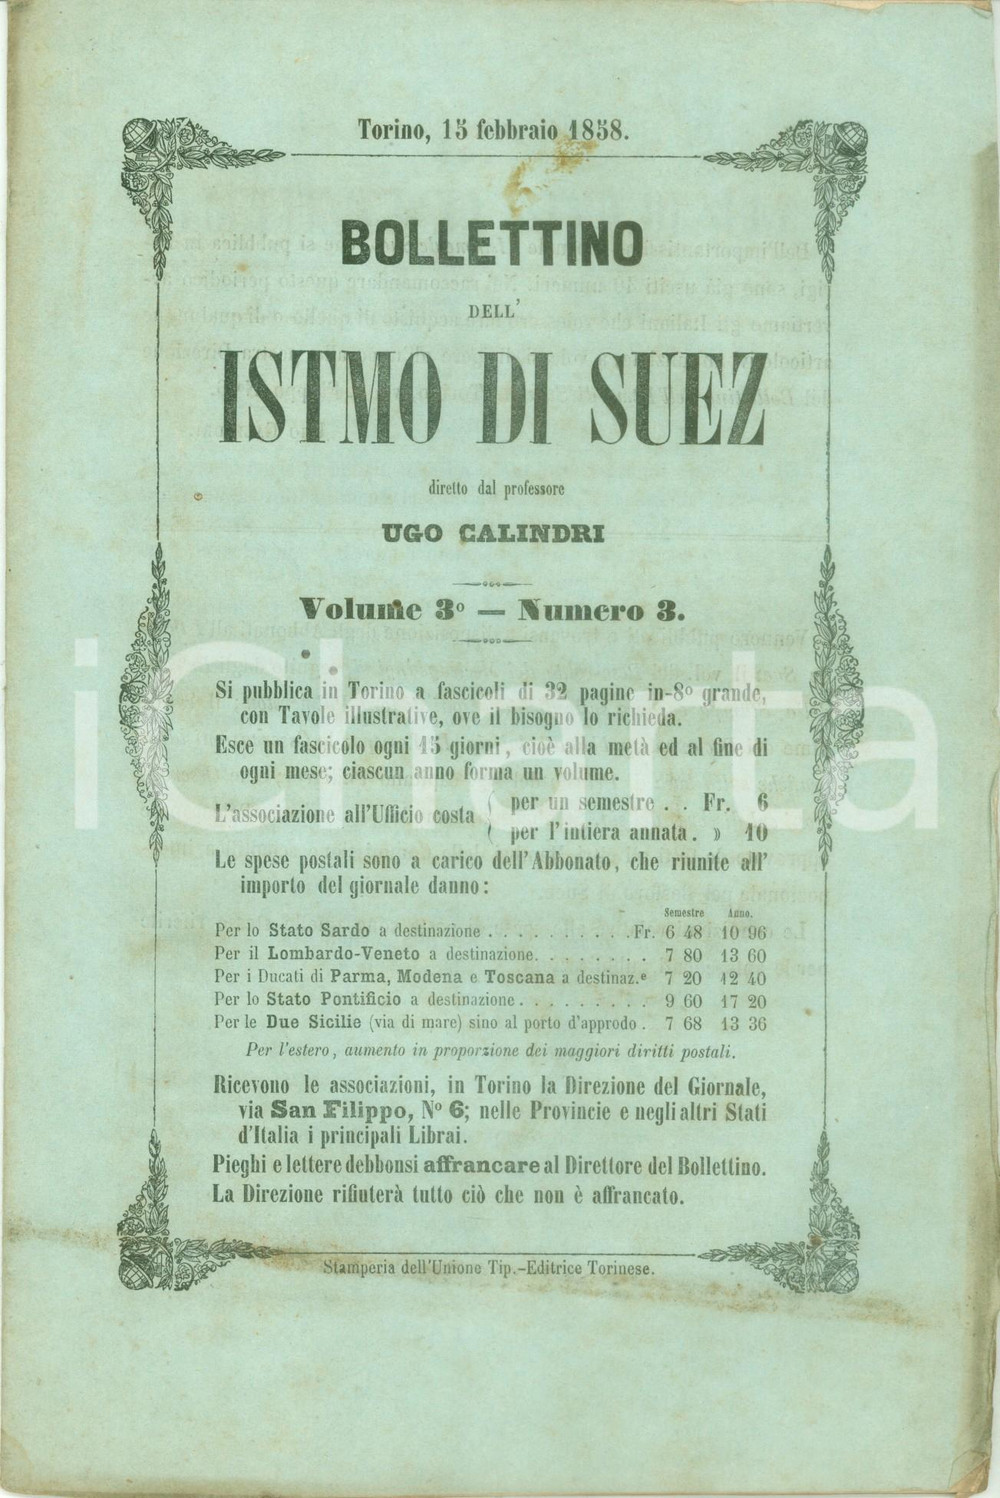 Torino, 15 febbraio 1858.
BOLLETTINO
DELL'
ISTMO DI SUEZ
diretto dal professore
UGO CALINDRI
Volume 3º — Numero 3.
Si pubblica in Torino a fascicoli di 32 pagine in-8º grande,
con Tavole illustrative, ove il bisogno lo richieda.
Esce un fascicolo ogni 15 giorni, cioè alla metà ed al fine di
ogni mese; ciascun anno forma un volume.
L'associazione all'Ufficio costa ( per un semestre . . Fr. 6
( per l'intiera annata. » 10
Le spese postali sono a carico dell'Abbonato, che riunite all'
importo del giornale danno:
Semestre Anno.
Per lo Stato Sardo a destinazione . . . . . . . . . . Fr. 6 48 10 96
Per il Lombardo-Veneto a destinazione. . . . . . . . 7 80 13 60
Per i Ducati di Parma, Modena e Toscana a destinaz.e 7 20 12 40
Per lo Stato Pontificio a destinazione . . . . . . . . . 9 60 17 20
Per le Due Sicilie (via di mare) sino al porto d'approdo . 7 68 13 36
Per l'estero, aumento in proporzione dei maggiori diritti postali.
Ricevono le associazioni, in Torino la Direzione del Giornale,
via San Filippo, Nº 6; nelle Provincie e negli altri Stati
d'Italia i principali Librai.
Pieghi e lettere debbonsi affrancare al Direttore del Bollettino.
La Direzione rifiuterà tutto ciò che non è affrancato.
Stamperia dell'Unione Tip.-Editrice Torinese.
iCharta